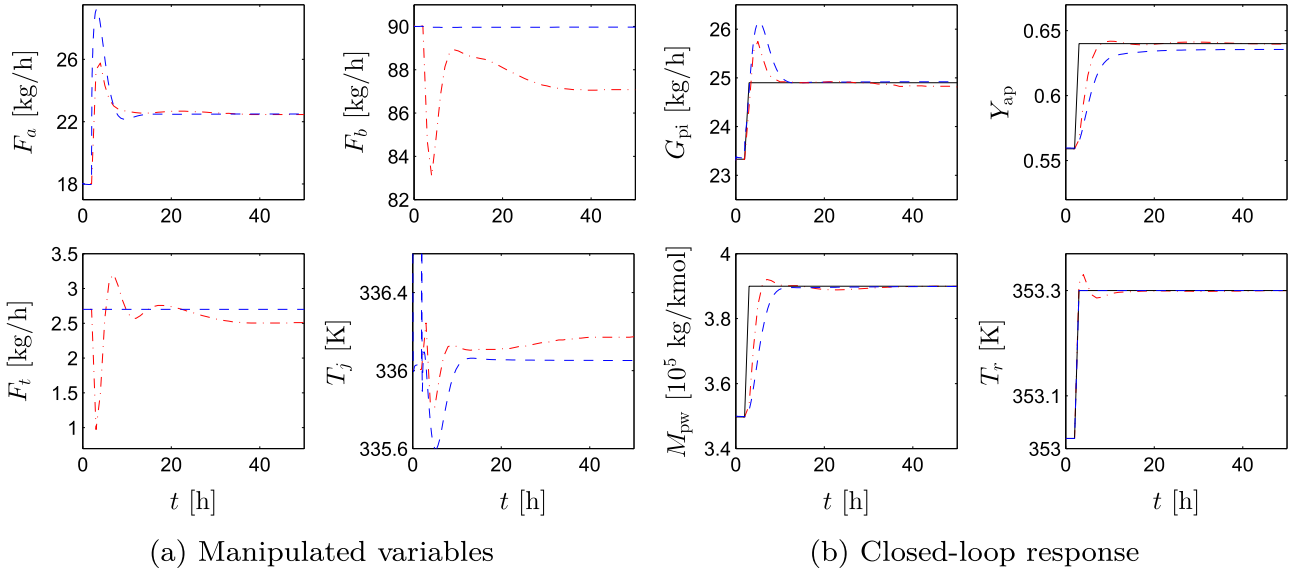 F_a [kg/h]
26
22
18
0 20 40
F_b [kg/h]
90
88
86
84
82
0 20 40
G_pi [kg/h]
26
25
24
23
0 20 40
Y_ap
0.65
0.6
0.55
0 20 40
F_t [kg/h]
3.5
3
2.5
2
1.5
1
0 20 40
t [h]
T_j [K]
336.4
336
335.6
0 20 40
t [h]
M_pw [10^5 kg/kmol]
4
3.8
3.6
3.4
0 20 40
t [h]
T_r [K]
353.3
353.1
353
0 20 40
t [h]
(a) Manipulated variables
(b) Closed-loop response